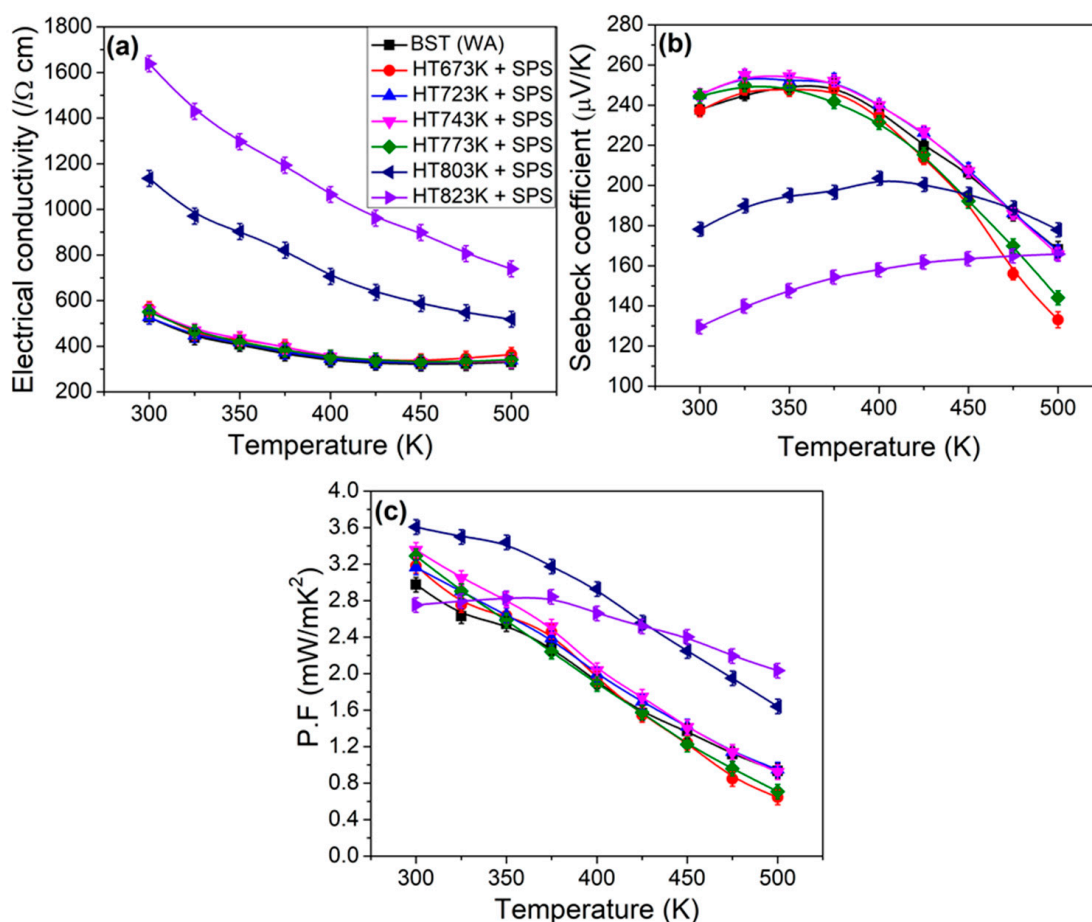 (a)
Electrical conductivity (/Ω cm)
1800
1600
1400
1200
1000
800
600
400
200
BST (WA)
HT673K + SPS
HT723K + SPS
HT743K + SPS
HT773K + SPS
HT803K + SPS
HT823K + SPS
300 350 400 450 500
Temperature (K)
(b)
Seebeck coefficient (μV/K)
280
260
240
220
200
180
160
140
120
100
300 350 400 450 500
Temperature (K)
(c)
P.F (mW/mK²)
4.0
3.6
3.2
2.8
2.4
2.0
1.6
1.2
0.8
0.4
0.0
300 350 400 450 500
Temperature (K)